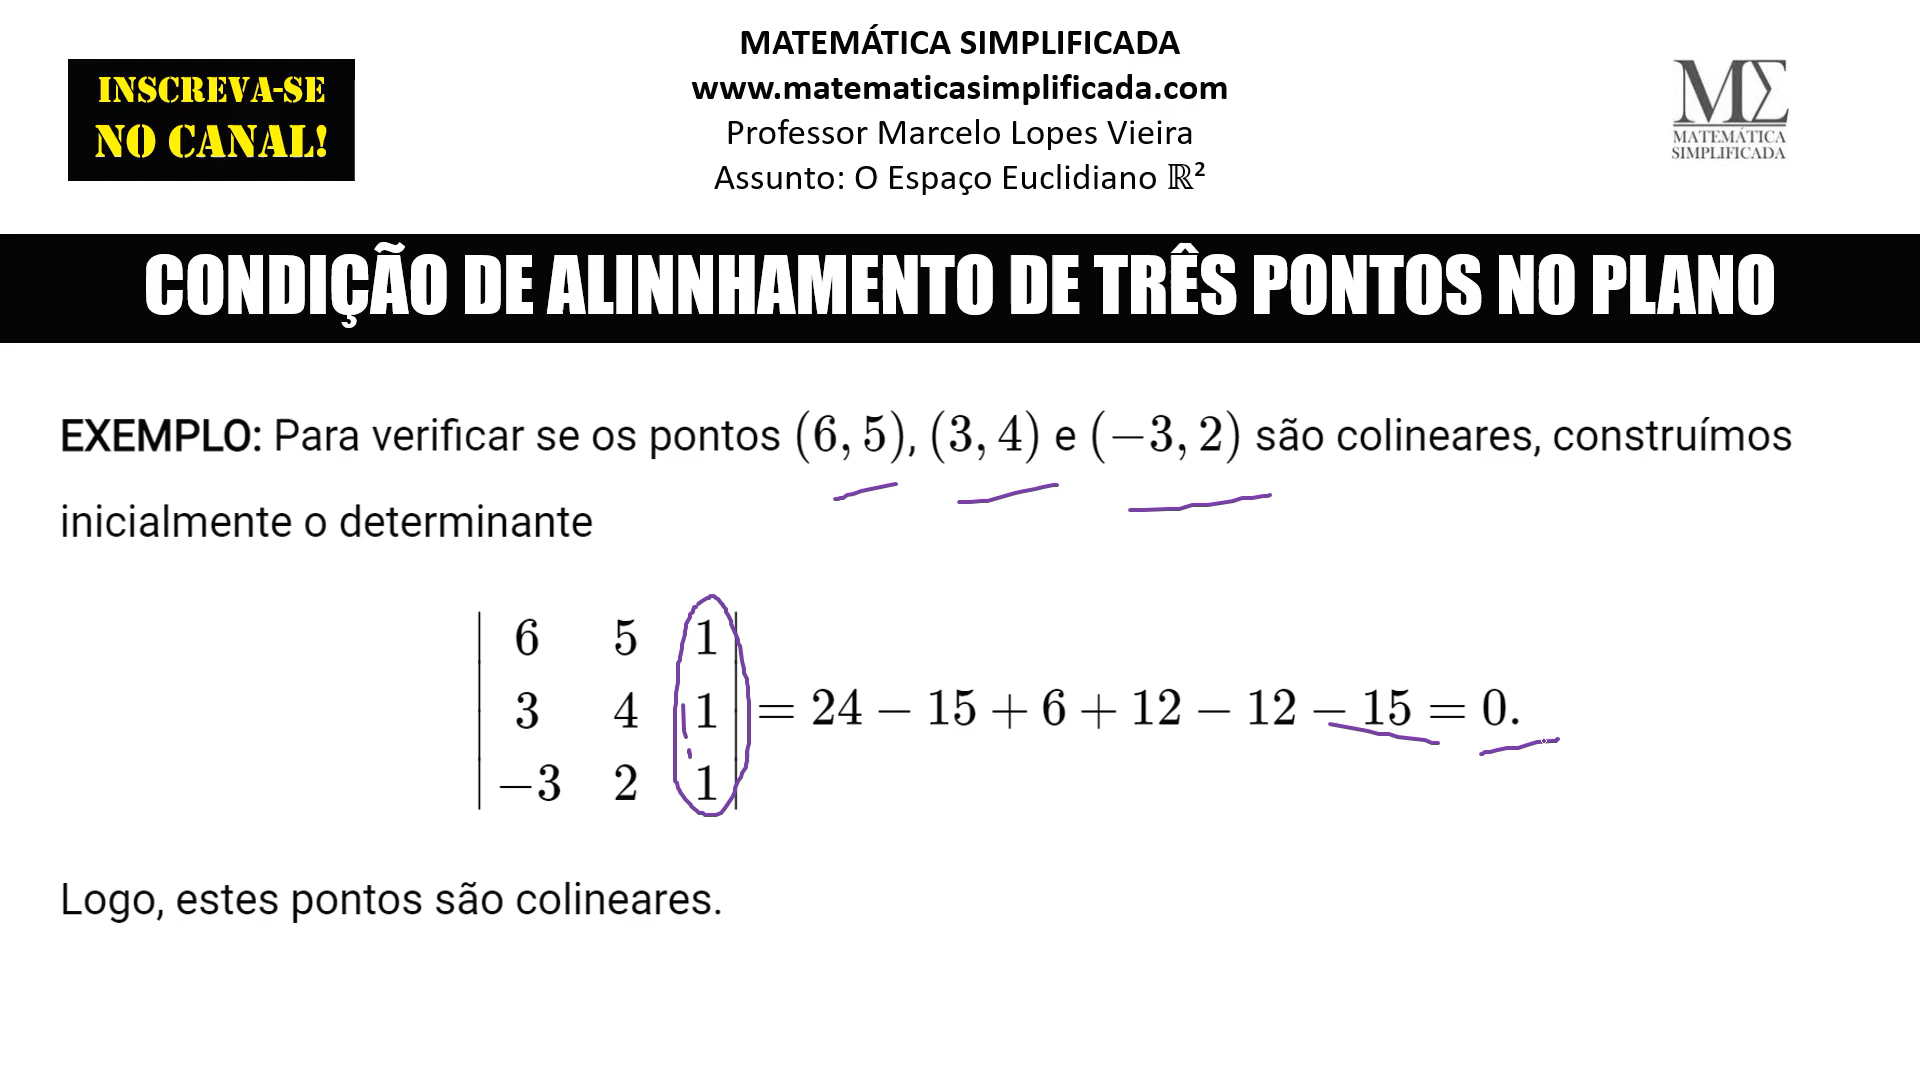 INSCREVA-SE
NO CANAL!
MATEMÁTICA SIMPLIFICADA
www.matematicasimplificada.com
Professor Marcelo Lopes Vieira
Assunto: O Espaço Euclidiano ℝ²
MΣ
MATEMÁTICA
SIMPLIFICADA
CONDIÇÃO DE ALINNHAMENTO DE TRÊS PONTOS NO PLANO
EXEMPLO: Para verificar se os pontos (6, 5), (3, 4) e (−3, 2) são colineares, construímos
inicialmente o determinante
6 5 1
3 4 1 = 24 − 15 + 6 + 12 − 12 − 15 = 0.
−3 2 1
Logo, estes pontos são colineares.